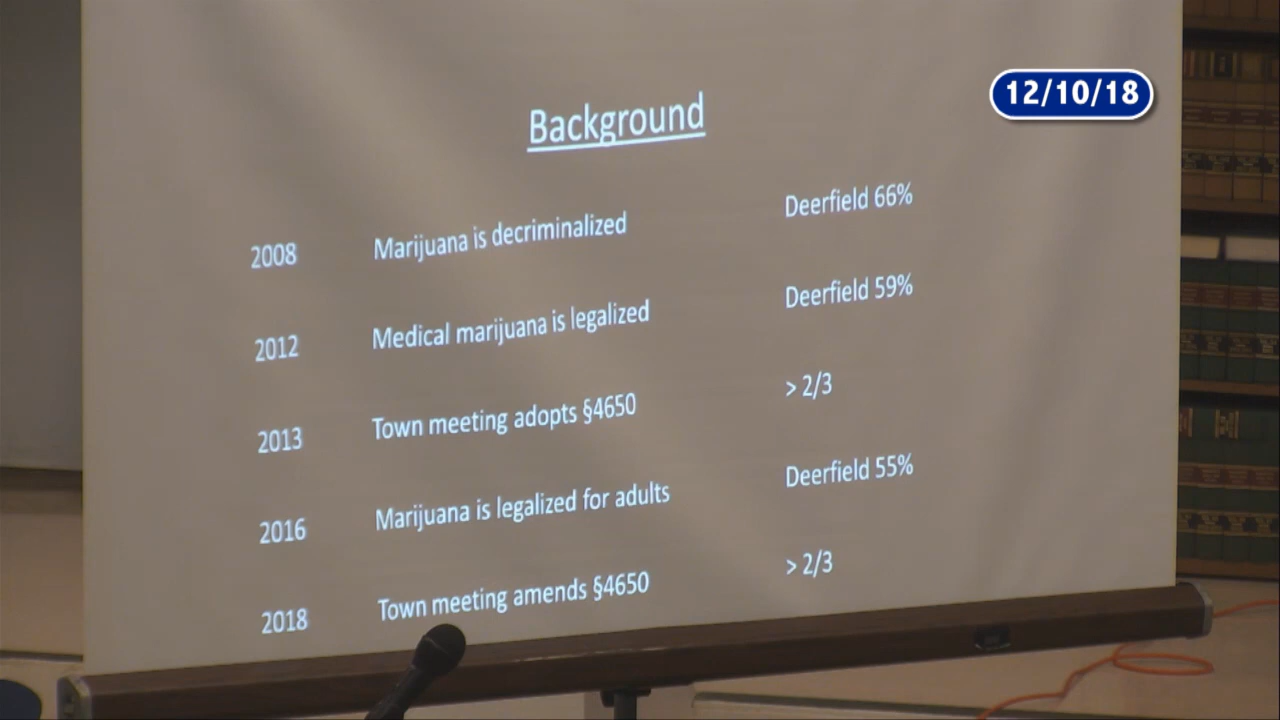 12/10/18
Background
2008 Marijuana is decriminalized Deerfield 66%
2012 Medical marijuana is legalized Deerfield 59%
2013 Town meeting adopts §4650 > 2/3
2016 Marijuana is legalized for adults Deerfield 55%
2018 Town meeting amends §4650 > 2/3